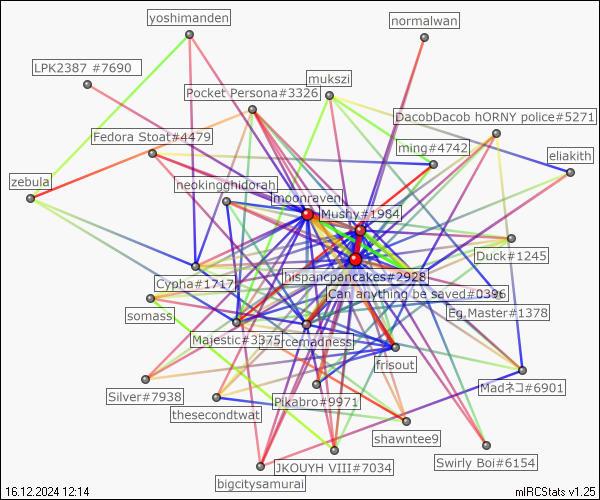 yoshimanden
normalwan
LPK2387 #7690
mukszi
Pocket Persona#3326
DacobDacob hORNY police#5271
Fedora Stoat#4479
ming#4742
eliakith
zebula
neokingghidorah
moonraven
Mushy#1984
Duck#1245
hispancpancakes#2928
Cypha#1717
Can anything be saved#0396
somass
Eg,Master#1378
Majestic#3375
rcemadness
frisout
Madネコ#6901
Silver#7938
Pikabro#9971
thesecondtwat
shawntee9
Swirly Boi#6154
JKOUYH VIII#7034
bigcitysamurai
16.12.2024 12:14
mIRCStats v1.25